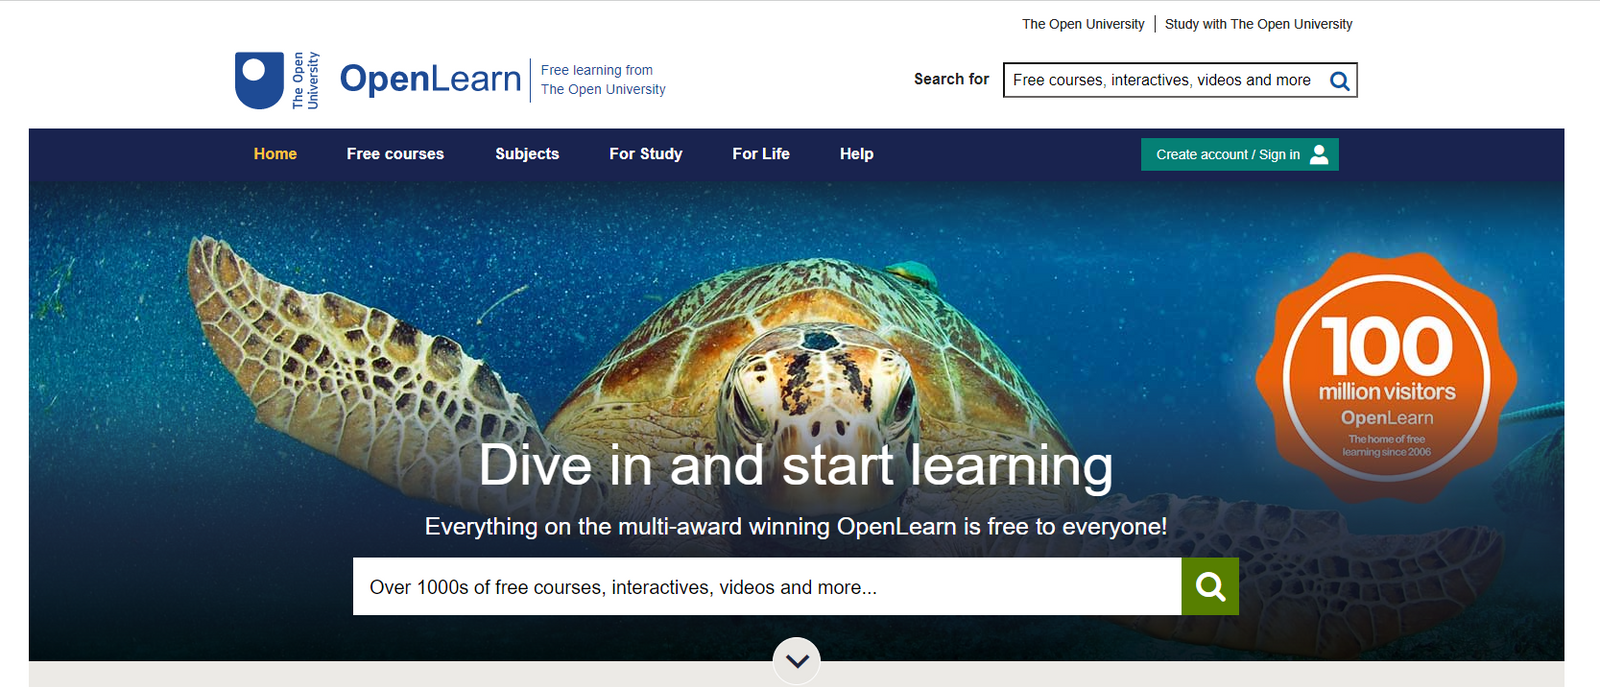 The Open University | Study with The Open University
The Open
University
OpenLearn
Free learning from
The Open University
Search for
Free courses, interactives, videos and more
Home Free courses Subjects For Study For Life Help
Create account / Sign in
100
million visitors
OpenLearn
The home of free
learning since 2006
Dive in and start learning
Everything on the multi-award winning OpenLearn is free to everyone!
Over 1000s of free courses, interactives, videos and more...